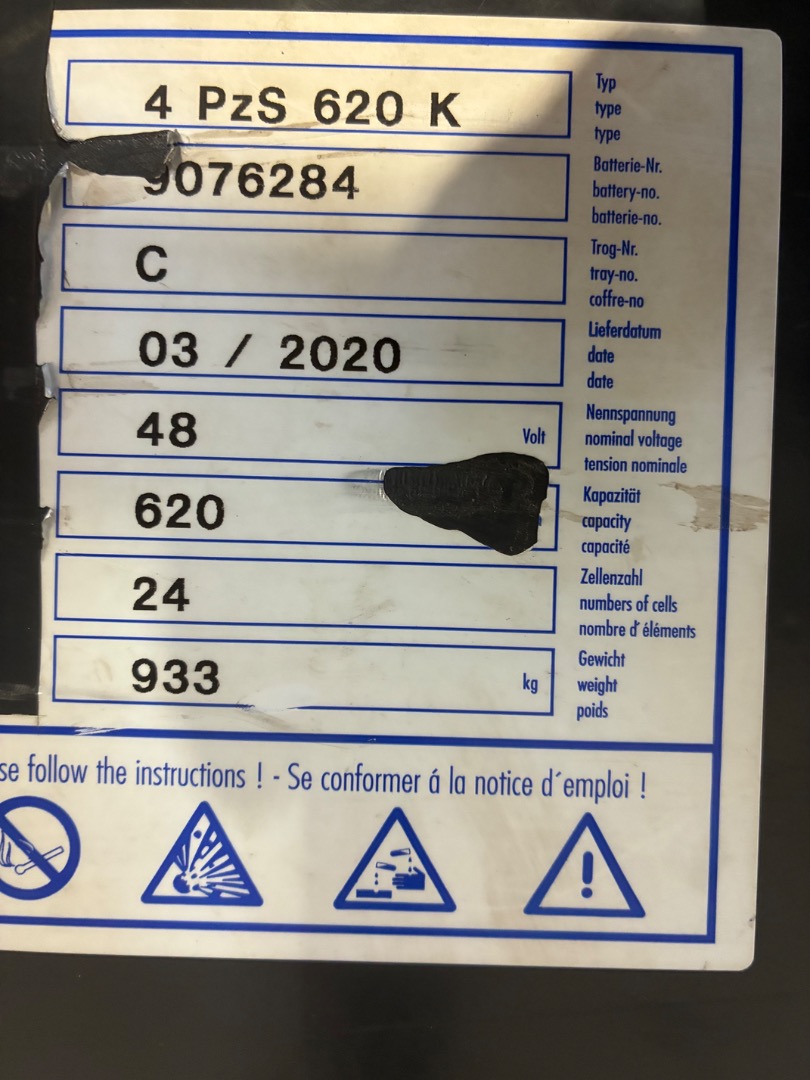 4 PzS 620 K
Typ
type
type
9076284
Batterie-Nr.
battery-no.
batterie-no.
C
Trog-Nr.
tray-no.
coffre-no
03 / 2020
Lieferdatum
date
date
48
Volt
Nennspannung
nominal voltage
tension nominale
620
Kapazität
capacity
capacité
24
Zellenzahl
numbers of cells
nombre d'éléments
933
kg
Gewicht
weight
poids
follow the instructions ! - Se conformer á la notice d´emploi !